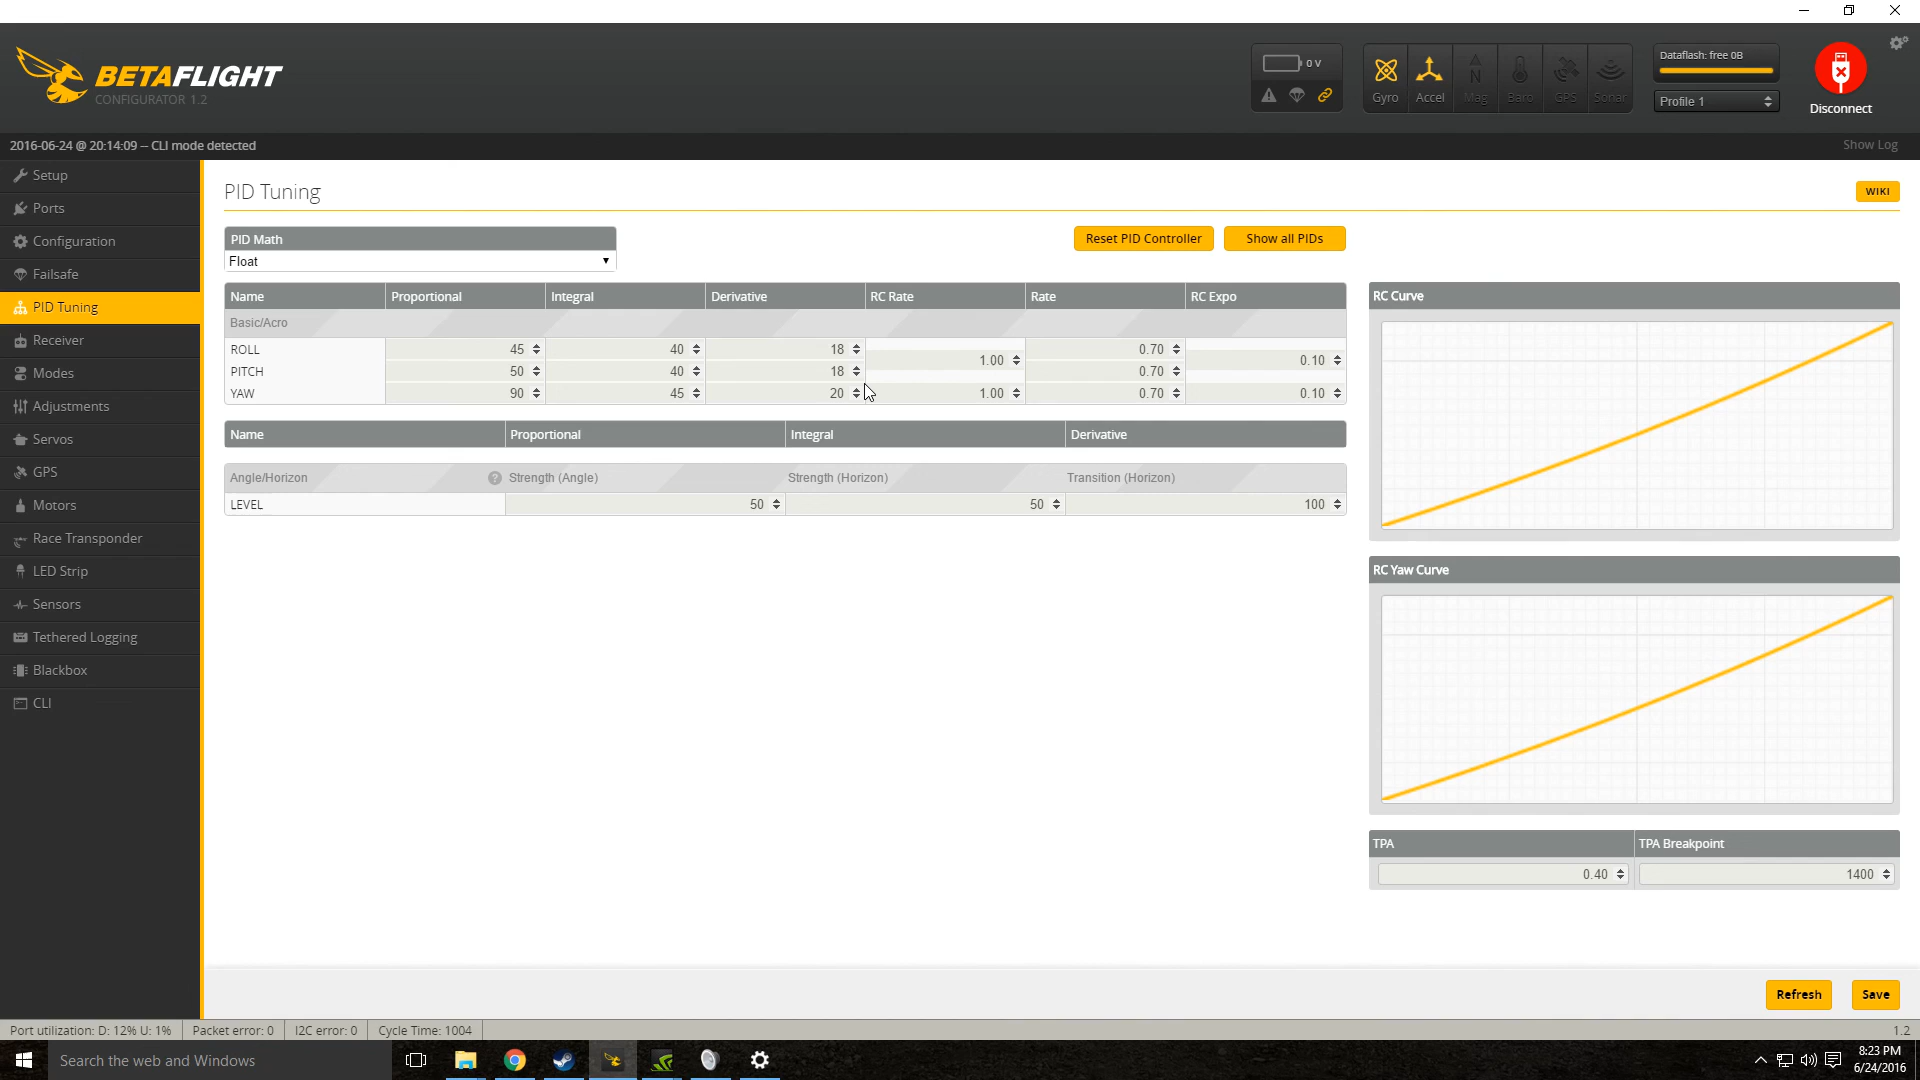 BETAFLIGHT
CONFIGURATOR 1.2
0 V
Gyro Accel Mag Baro GPS Sonar
Dataflash: free 0B
Profile 1
Disconnect
2016-06-24 @ 20:14:09 -- CLI mode detected
Show Log
Setup
Ports
Configuration
Failsafe
PID Tuning
Receiver
Modes
Adjustments
Servos
GPS
Motors
Race Transponder
LED Strip
Sensors
Tethered Logging
Blackbox
CLI
PID Tuning
WIKI
PID Math
Float
Reset PID Controller
Show all PIDs
Name Proportional Integral Derivative RC Rate Rate RC Expo
Basic/Acro
ROLL 45 40 18 0.70
1.00 0.10
PITCH 50 40 18 0.70
YAW 90 45 20 1.00 0.70 0.10
Name Proportional Integral Derivative
Angle/Horizon ? Strength (Angle) Strength (Horizon) Transition (Horizon)
LEVEL 50 50 100
RC Curve
RC Yaw Curve
TPA TPA Breakpoint
0.40 1400
Refresh
Save
Port utilization: D: 12% U: 1% Packet error: 0 I2C error: 0 Cycle Time: 1004 1.2
Search the web and Windows
8:23 PM
6/24/2016